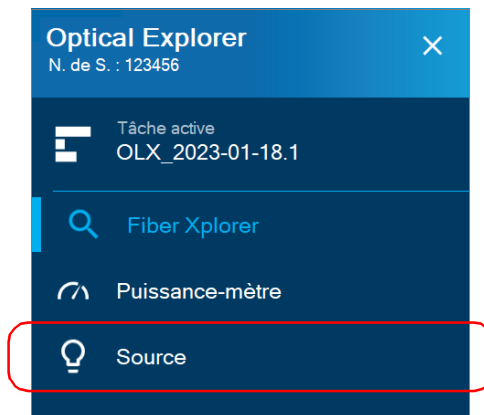 Optical Explorer
N. de S. : 123456
Tâche active
OLX_2023-01-18.1
Fiber Xplorer
Puissance-mètre
Source